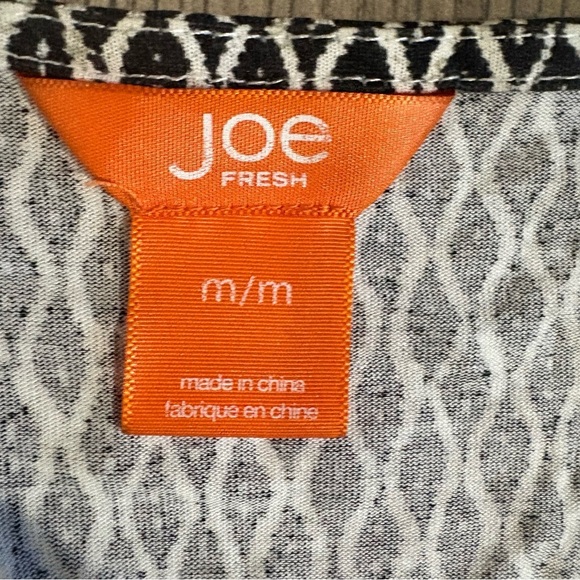 Joe
FRESH
m/m
made in china
fabrique en chine